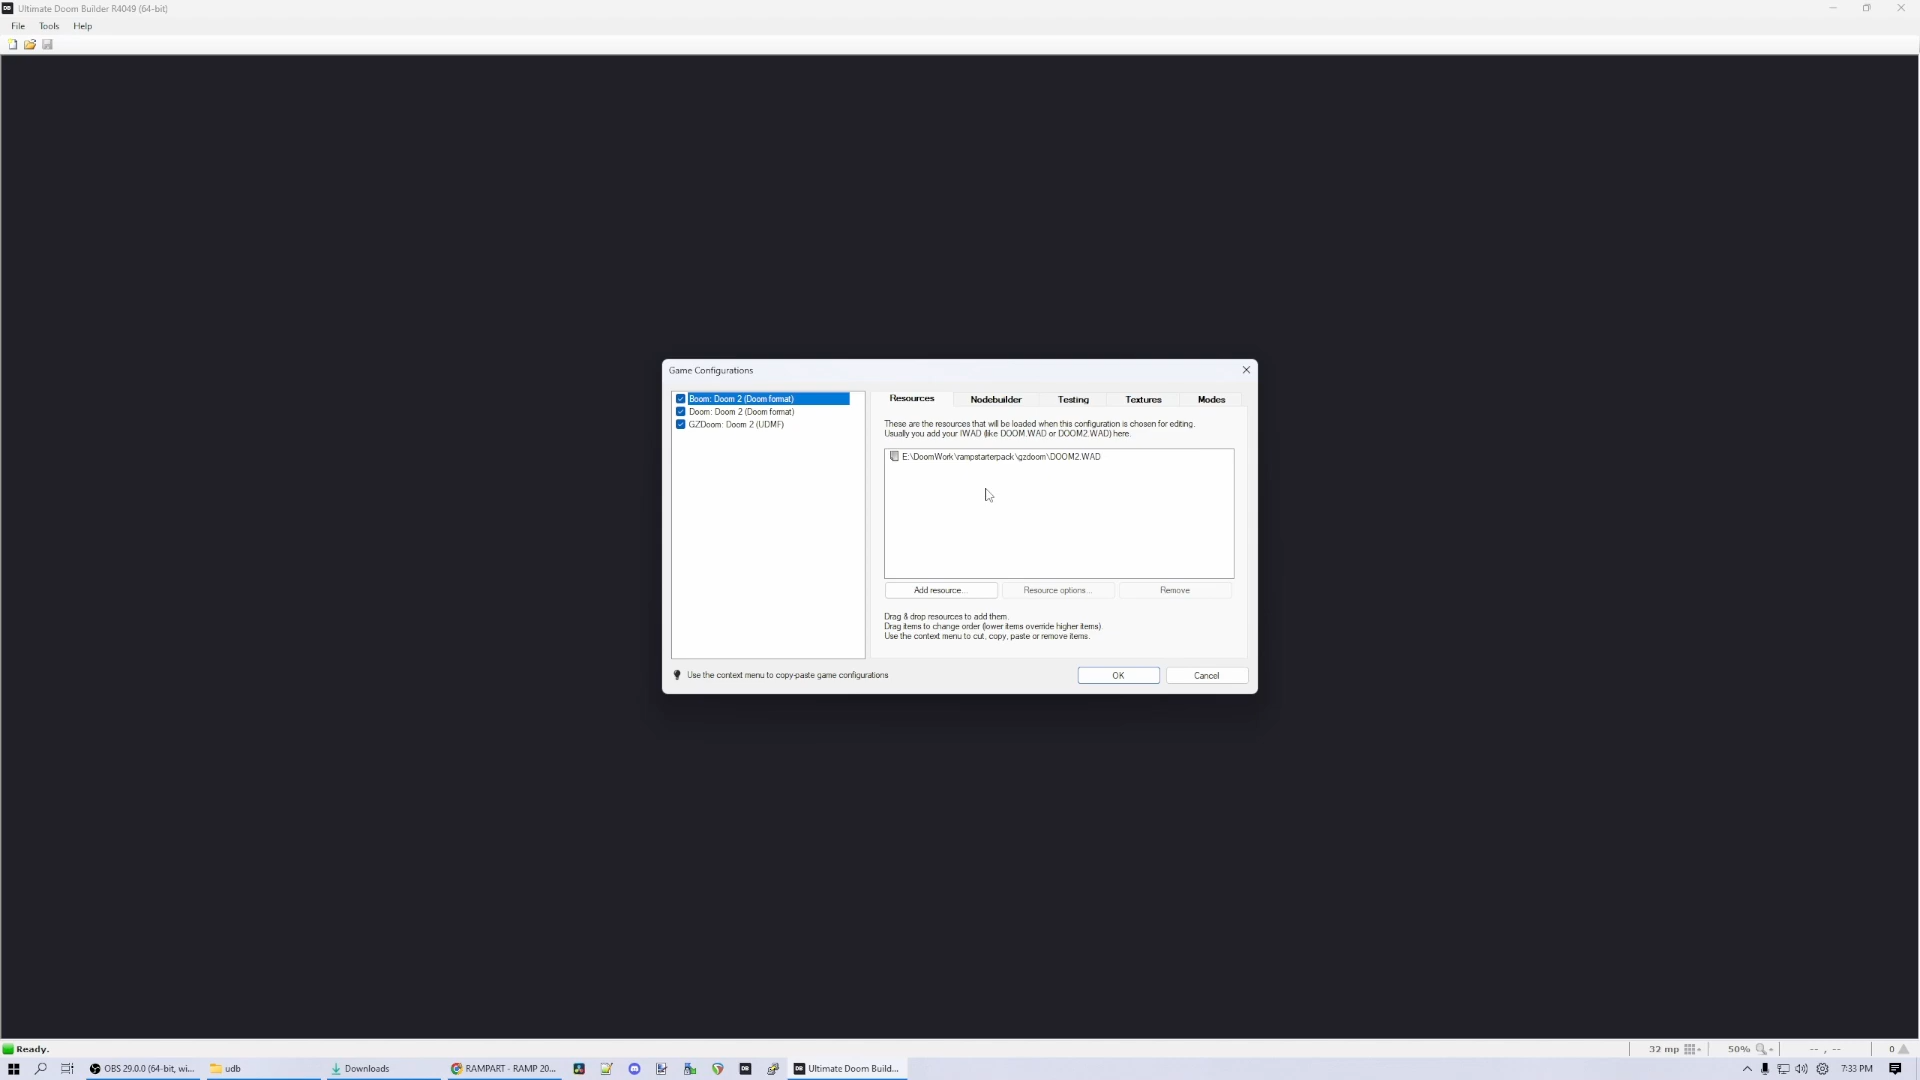 Ultimate Doom Builder R4049 (64-bit)
File Tools Help
Game Configurations
Boom: Doom 2 (Doom format)
Doom: Doom 2 (Doom format)
GZDoom: Doom 2 (UDMF)
Resources Nodebuilder Testing Textures Modes
These are the resources that will be loaded when this configuration is chosen for editing.
Usually you add your IWAD (like DOOM.WAD or DOOM2.WAD) here.
E:\DoomWork\rampstarterpack\gzdoom\DOOM2.WAD
Add resource... Resource options... Remove
Drag & drop resources to add them.
Drag items to change order (lower items override higher items).
Use the context menu to cut, copy, paste or remove items.
Use the context menu to copy-paste game configurations
OK Cancel
Ready. 32 mp 50% -- , -- 0
OBS 29.0.0 (64-bit, wi... udb Downloads RAMPART - RAMP 20... Ultimate Doom Build... 7:33 PM